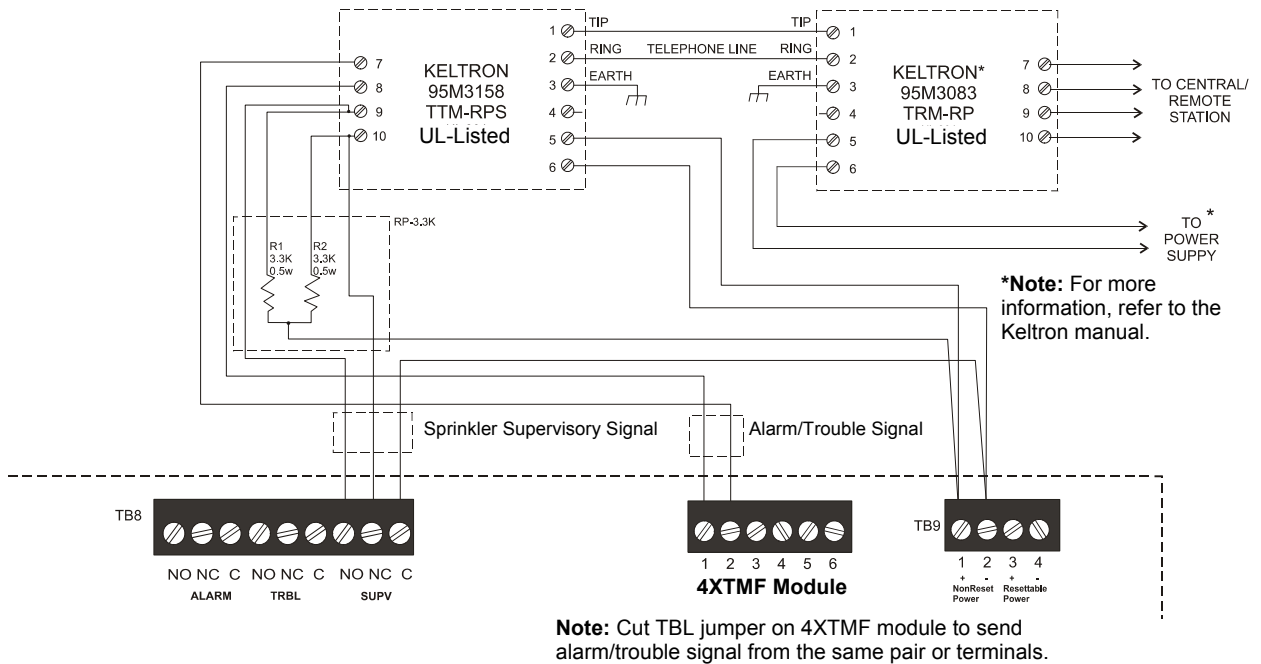 1 TIP TIP 1
2 RING TELEPHONE LINE RING 2
3 EARTH EARTH 3
4 4
5 5
6 6
7
8
9
10
KELTRON
95M3158
TTM-RPS
UL-Listed
KELTRON*
95M3083
TRM-RP
UL-Listed
7
8
9
10
TO CENTRAL/
REMOTE
STATION
TO *
POWER
SUPPY
RP-3.3K
R1
3.3K
0.5w
R2
3.3K
0.5w
*Note: For more
information, refer to the
Keltron manual.
Sprinkler Supervisory Signal
Alarm/Trouble Signal
TB8
NO NC C NO NC C NO NC C
ALARM TRBL SUPV
1 2 3 4 5 6
4XTMF Module
TB9
1 2 3 4
+ - + -
NonReset Resettable
Power Power
Note: Cut TBL jumper on 4XTMF module to send
alarm/trouble signal from the same pair or terminals.